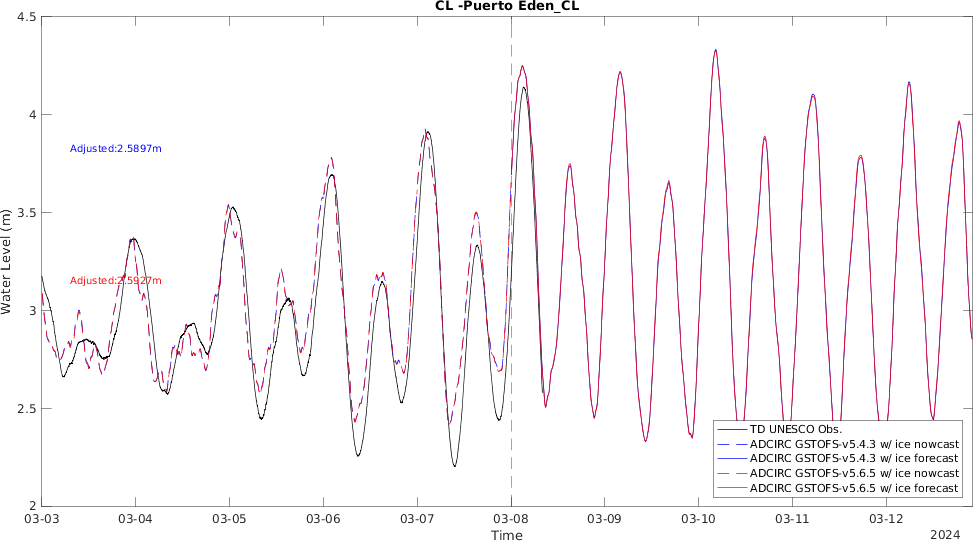 CL -Puerto Eden_CL
4.5
4
3.5
3
2.5
2
Water Level (m)
Adjusted:2.5897m
Adjusted:2.5927m
TD UNESCO Obs.
ADCIRC GSTOFS-v5.4.3 w/ ice nowcast
ADCIRC GSTOFS-v5.4.3 w/ ice forecast
ADCIRC GSTOFS-v5.6.5 w/ ice nowcast
ADCIRC GSTOFS-v5.6.5 w/ ice forecast
03-03 03-04 03-05 03-06 03-07 03-08 03-09 03-10 03-11 03-12
Time
2024